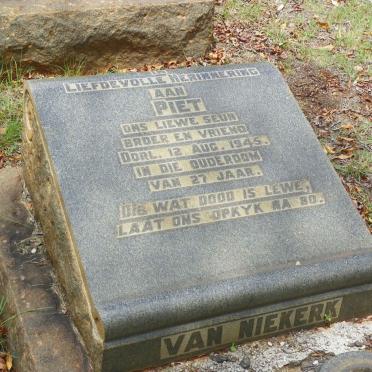 LIEFDEVOLLE HERINNERING
AAN
PIET
ONS LIEWE SEUN
BROER EN VRIEND
OORL. 12 AUG. 1945.
IN DIE OUDERDOM
VAN 27 JAAR.
DIE WAT DOOD IS LEWE,
LAAT ONS OPKYK NA BO.
VAN NIEKERK